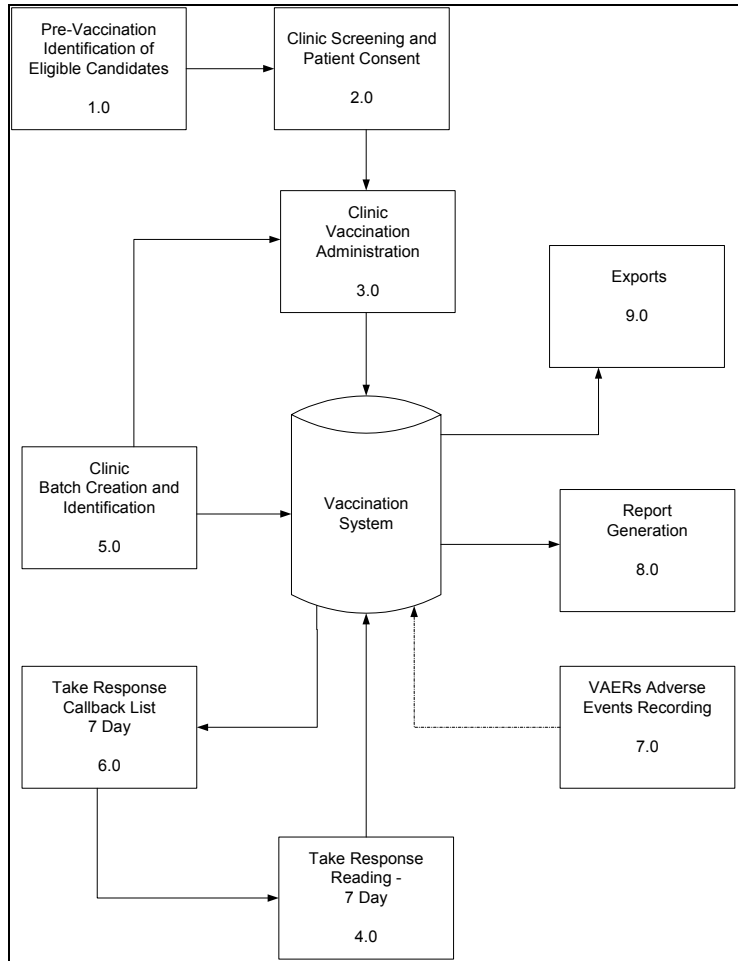 Pre-Vaccination
Identification of
Eligible Candidates
1.0
Clinic Screening and
Patient Consent
2.0
Clinic
Vaccination
Administration
3.0
Exports
9.0
Clinic
Batch Creation and
Identification
5.0
Vaccination
System
Report
Generation
8.0
Take Response
Callback List
7 Day
6.0
VAERs Adverse
Events Recording
7.0
Take Response
Reading -
7 Day
4.0